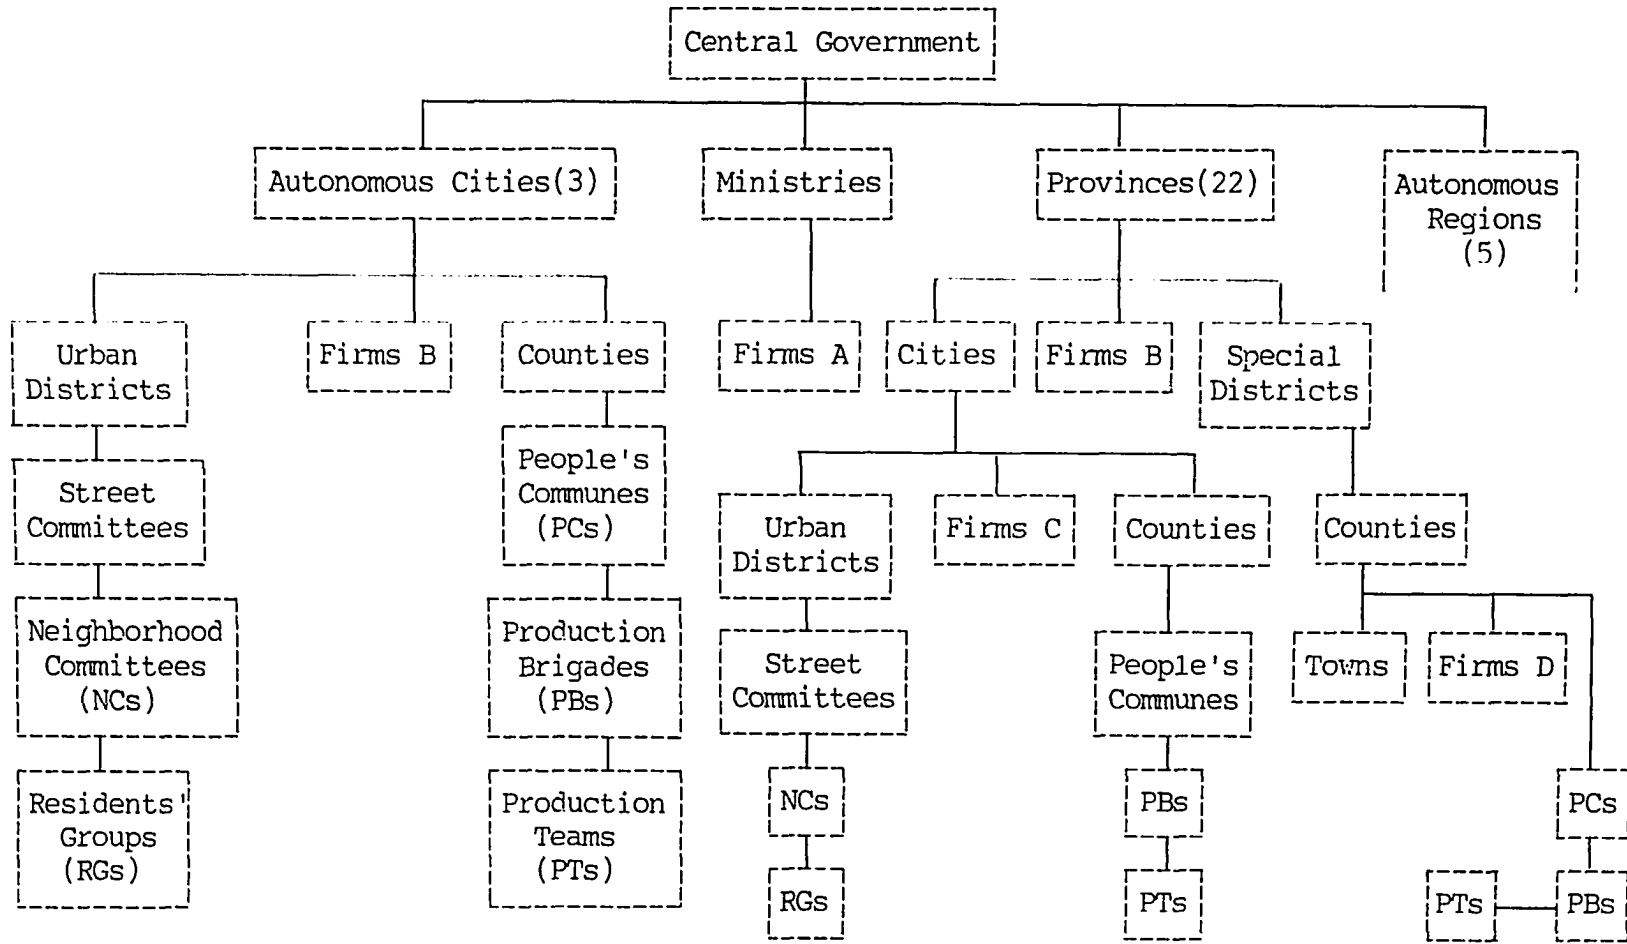 Central Government
Autonomous Cities(3)
Ministries
Provinces(22)
Autonomous
Regions
(5)
Urban
Districts
Firms B
Counties
Firms A
Cities
Firms B
Special
Districts
Street
Committees
People's
Communes
(PCs)
Urban
Districts
Firms C
Counties
Counties
Neighborhood
Committees
(NCs)
Production
Brigades
(PBs)
Street
Committees
People's
Communes
Towns
Firms D
Residents'
Groups
(RGs)
Production
Teams
(PTs)
NCs
PBs
PCs
RGs
PTs
PTs
PBs